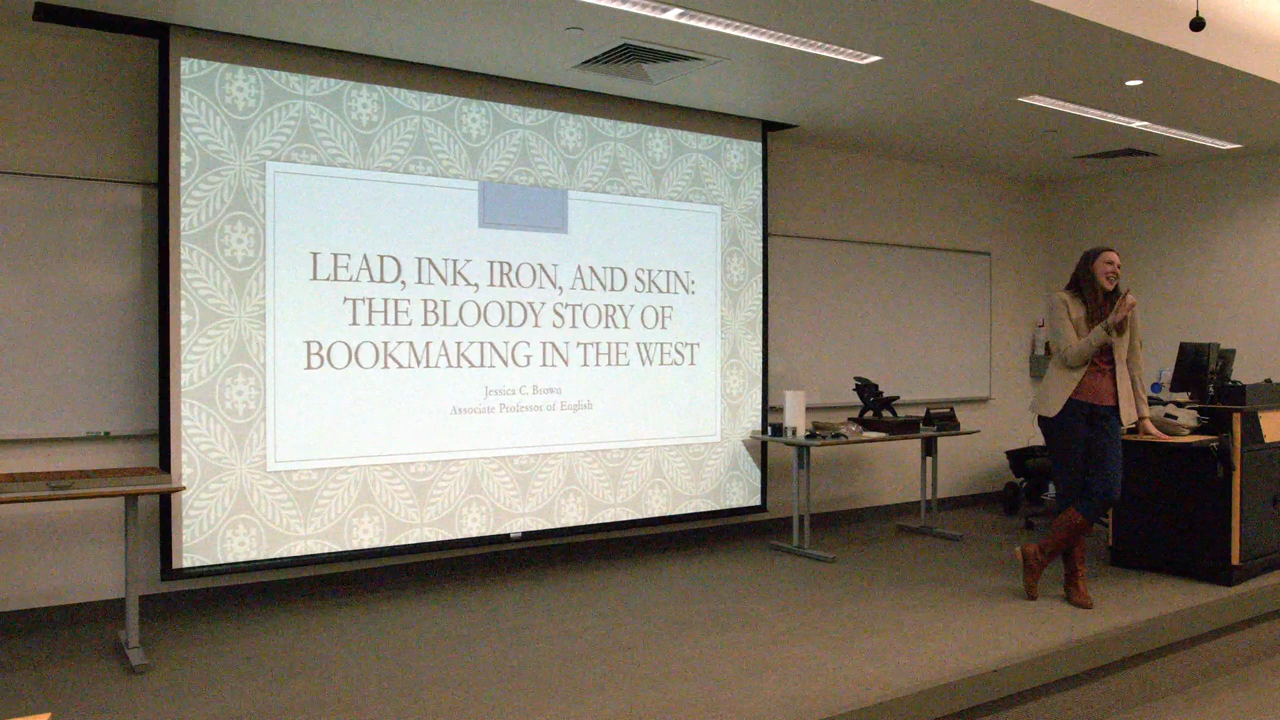 LEAD, INK, IRON, AND SKIN:
THE BLOODY STORY OF
BOOKMAKING IN THE WEST
Jessica C. Brown
Associate Professor of English